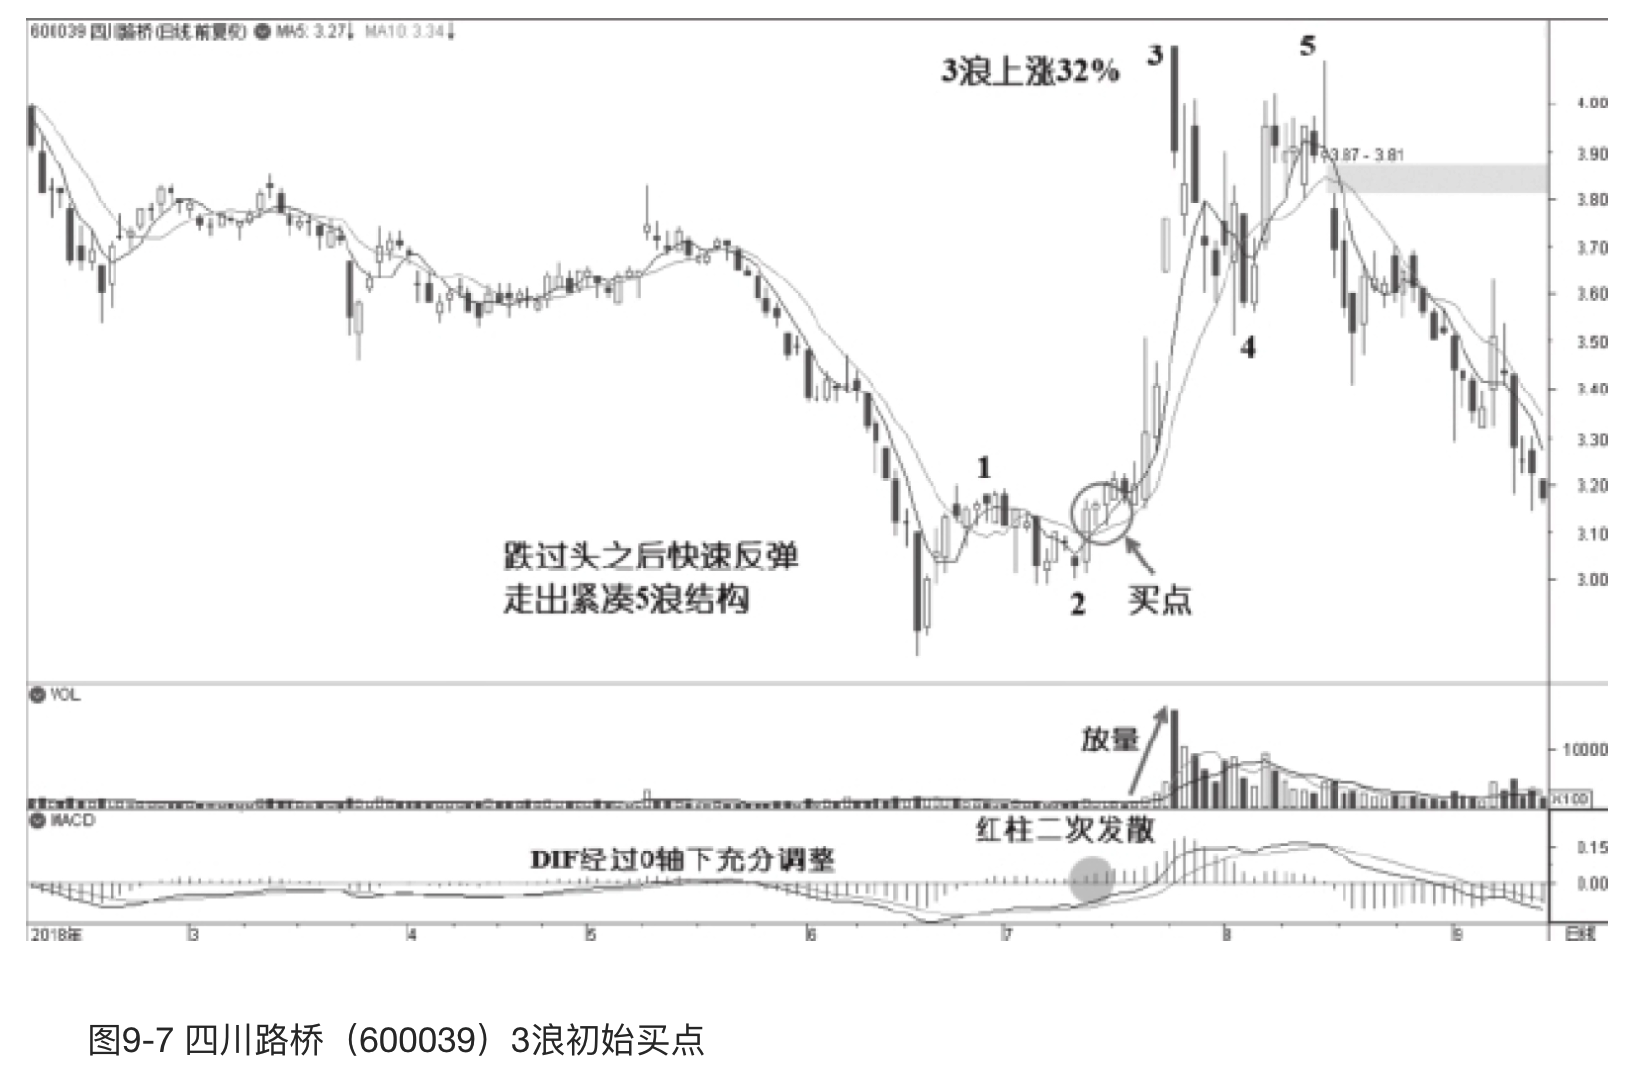 600039 四川路桥(日线.前复权) MA5: 3.27↓ MA10: 3.34↓
3浪上涨32%
3
5
4.00
3.90
3.87 - 3.81
3.80
3.70
3.60
4
3.50
3.40
3.30
1
3.20
3.10
跌过头之后快速反弹
走出紧凑5浪结构
3.00
2
买点
VOL
放量
10000
X100
MACD
红柱二次发散
DIF经过0轴下充分调整
0.15
0.00
2018年 3 4 5 6 7 8 9 日线
图9-7 四川路桥（600039）3浪初始买点